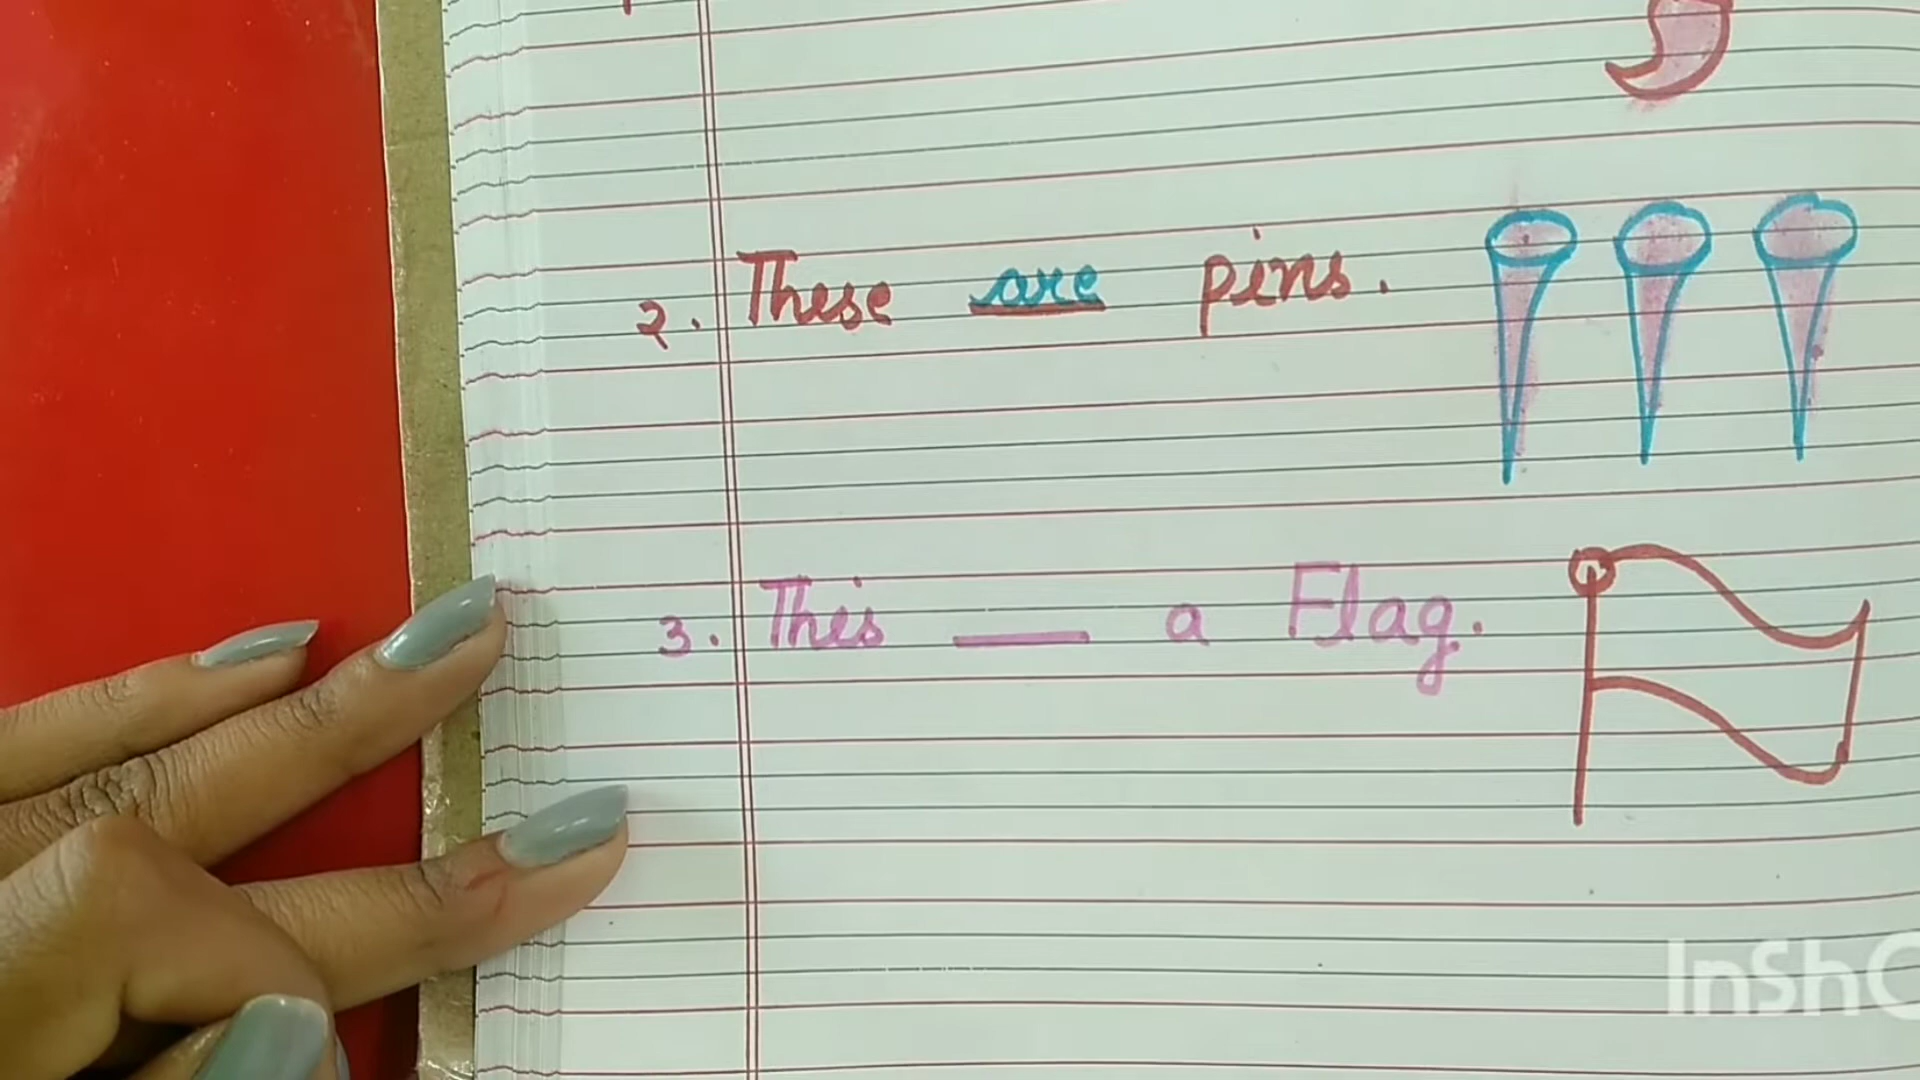 2. These are pins.
3. This ___ a Flag.
InSh